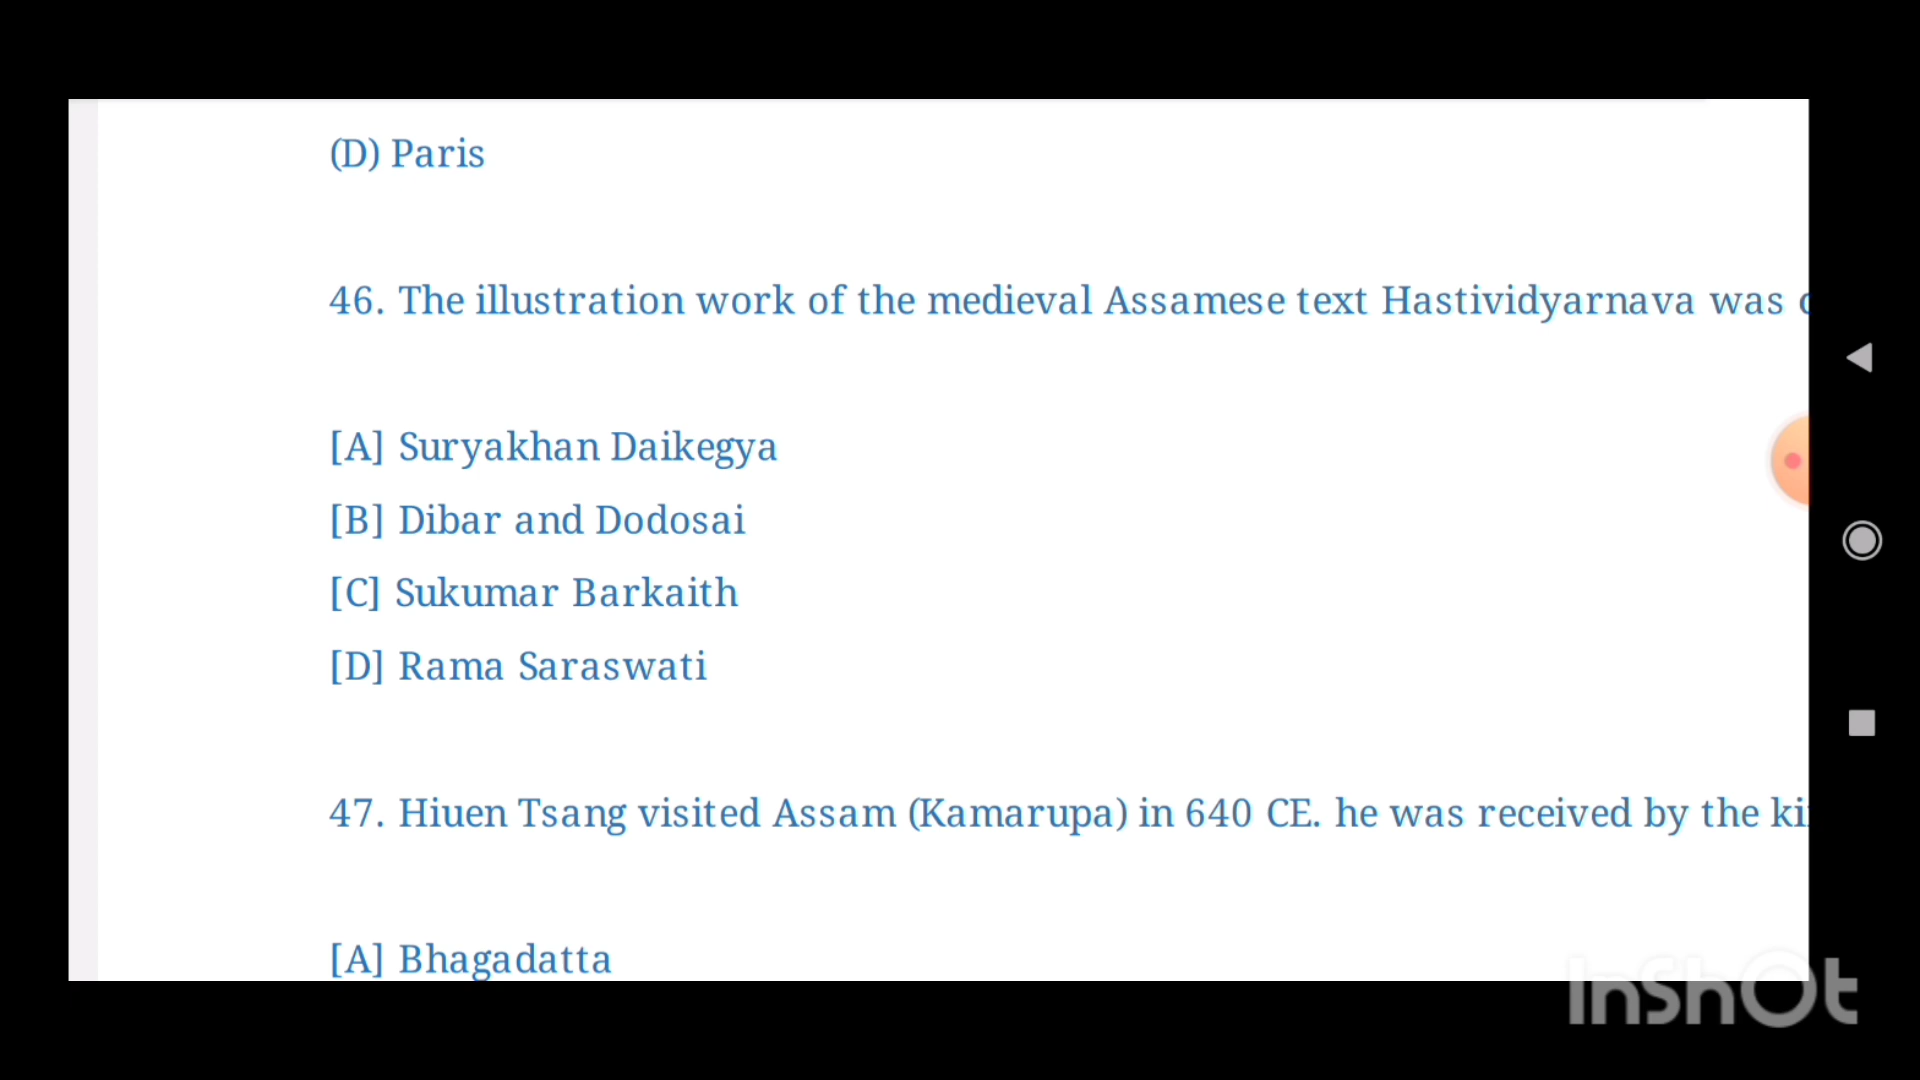 (D) Paris
46. The illustration work of the medieval Assamese text Hastividyarnava was
[A] Suryakhan Daikegya
[B] Dibar and Dodosai
[C] Sukumar Barkaith
[D] Rama Saraswati
47. Hiuen Tsang visited Assam (Kamarupa) in 640 CE. he was received by the
[A] Bhagadatta
InShOt